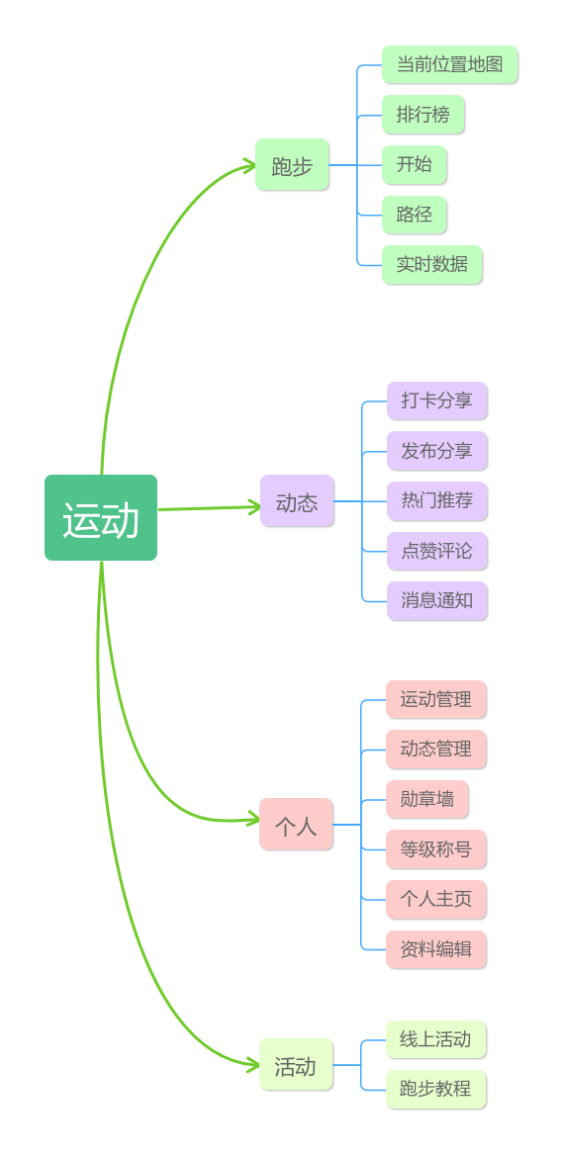 运动
跑步
当前位置地图
排行榜
开始
路径
实时数据
动态
打卡分享
发布分享
热门推荐
点赞评论
消息通知
个人
运动管理
动态管理
勋章墙
等级称号
个人主页
资料编辑
活动
线上活动
跑步教程